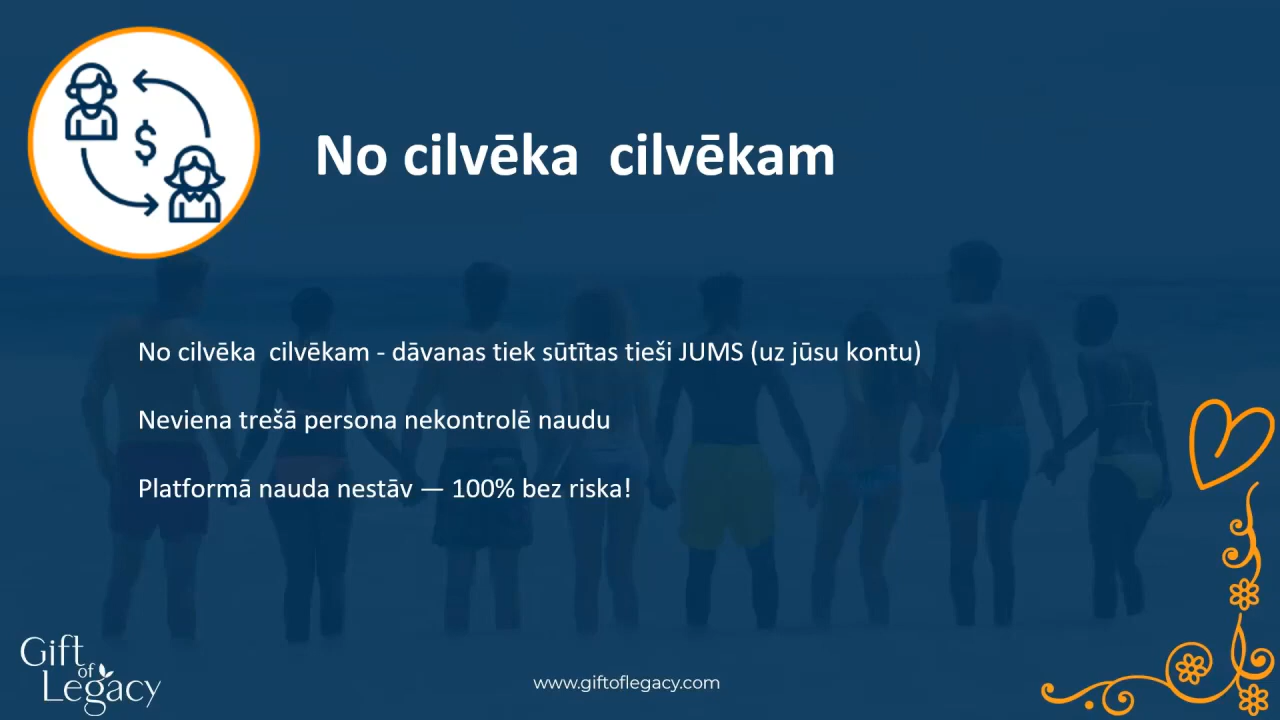 $
No cilvēka  cilvēkam
No cilvēka  cilvēkam - dāvanas tiek sūtītas tieši JUMS (uz jūsu kontu)
Neviena trešā persona nekontrolē naudu
Platformā nauda nestāv — 100% bez riska!
Gift
of
Legacy
www.giftoflegacy.com